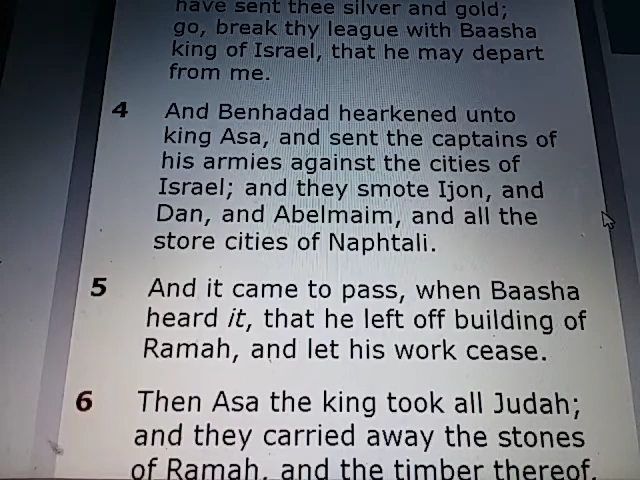 have sent thee silver and gold;
go, break thy league with Baasha
king of Israel, that he may depart
from me.
4 And Benhadad hearkened unto
king Asa, and sent the captains of
his armies against the cities of
Israel; and they smote Ijon, and
Dan, and Abelmaim, and all the
store cities of Naphtali.
5 And it came to pass, when Baasha
heard it, that he left off building of
Ramah, and let his work cease.
6 Then Asa the king took all Judah;
and they carried away the stones
of Ramah, and the timber thereof,